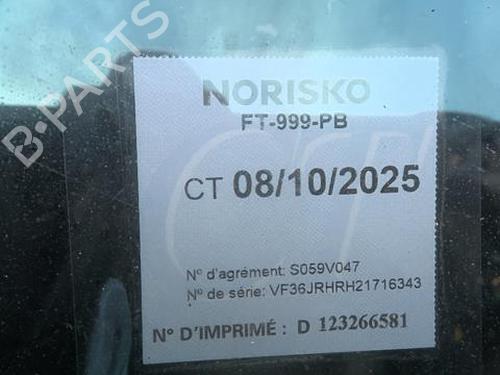 NORISKO
FT-999-PB
CT 08/10/2025
N° d'agrément: S059V047
N° de série: VF36JRHRH21716343
N° D'IMPRIMÉ : D 123266581
B-PARTS